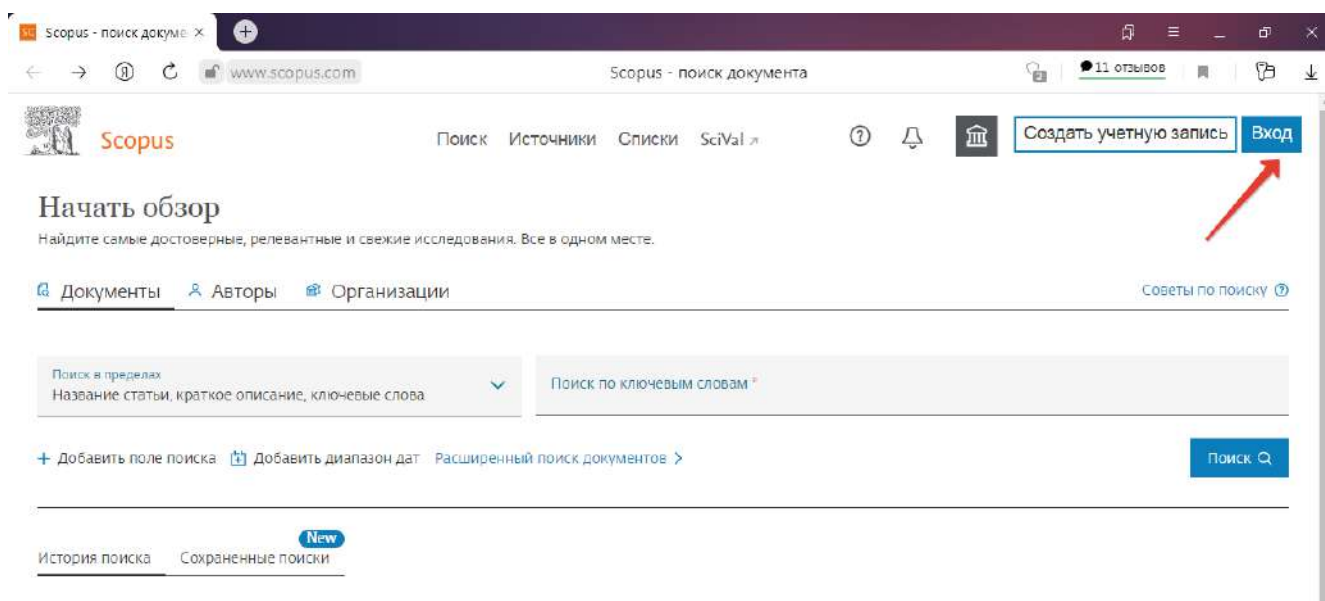 Scopus - поиск докуме
www.scopus.com
Scopus - поиск документа
11 отзывов
Scopus
Поиск Источники Списки SciVal
Создать учетную запись
Вход
Начать обзор
Найдите самые достоверные, релевантные и свежие исследования. Все в одном месте.
Документы Авторы Организации
Советы по поиску
Поиск в пределах
Название статьи, краткое описание, ключевые слова
Поиск по ключевым словам *
+ Добавить поле поиска Добавить диапазон дат Расширенный поиск документов >
Поиск
New
История поиска Сохраненные поиски